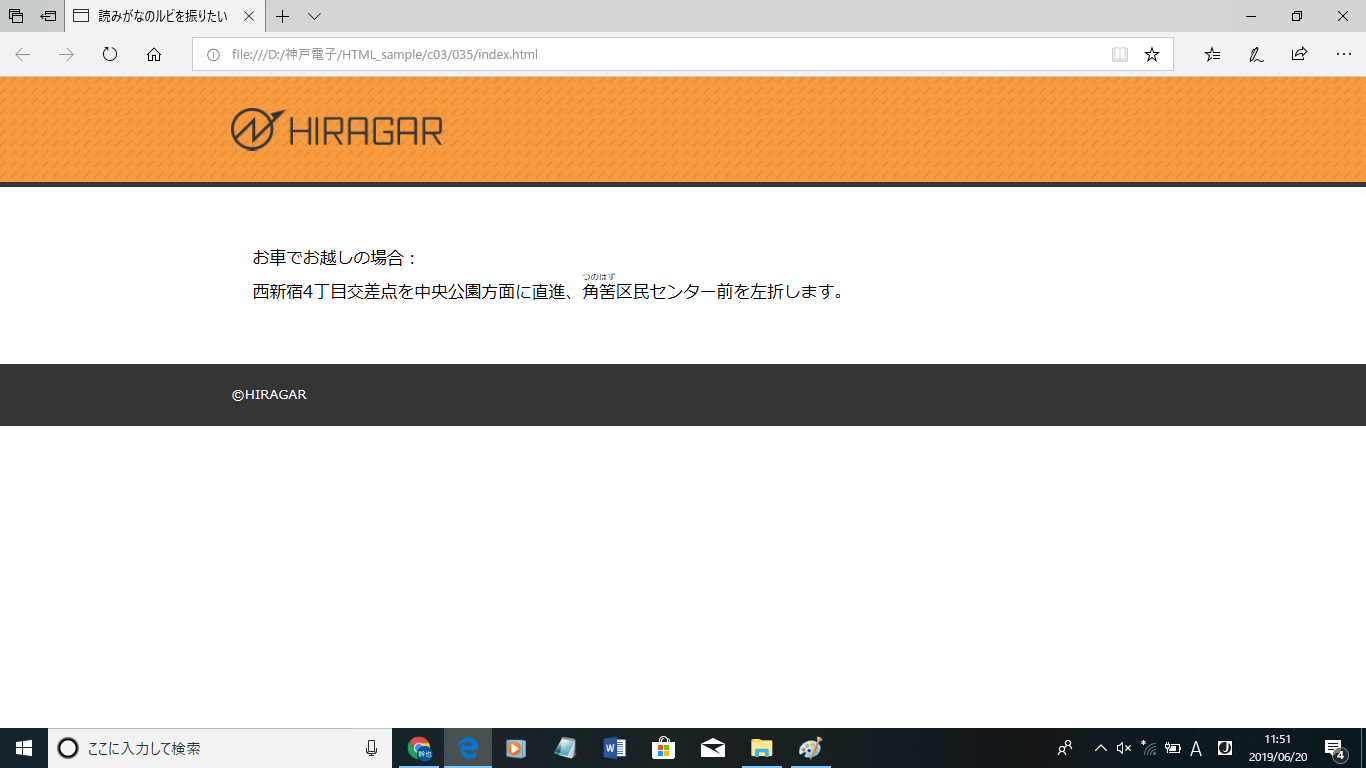 読みがなのルビを振りたい
file:///D:/神戸電子/HTML_sample/c03/035/index.html
HIRAGAR
お車でお越しの場合：
つのはず
西新宿4丁目交差点を中央公園方面に直進、角筈区民センター前を左折します。
©HIRAGAR
ここに入力して検索
A
J
11:51
2019/06/20
4